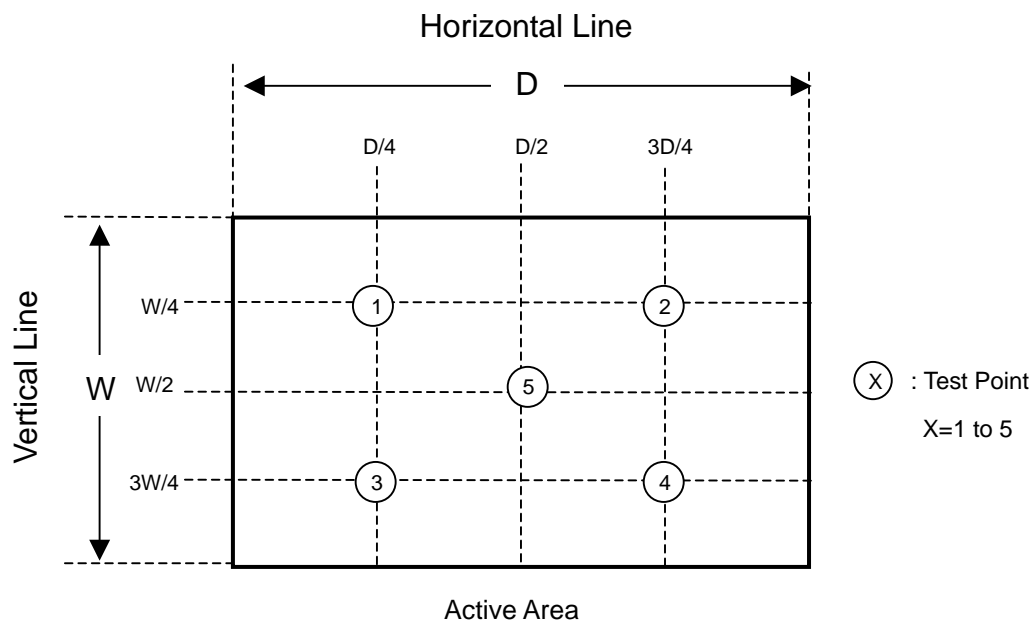 Horizontal Line
D
D/4 D/2 3D/4
Vertical Line
W
W/4
1 2
W/2
5
X : Test Point
X=1 to 5
3W/4
3 4
Active Area